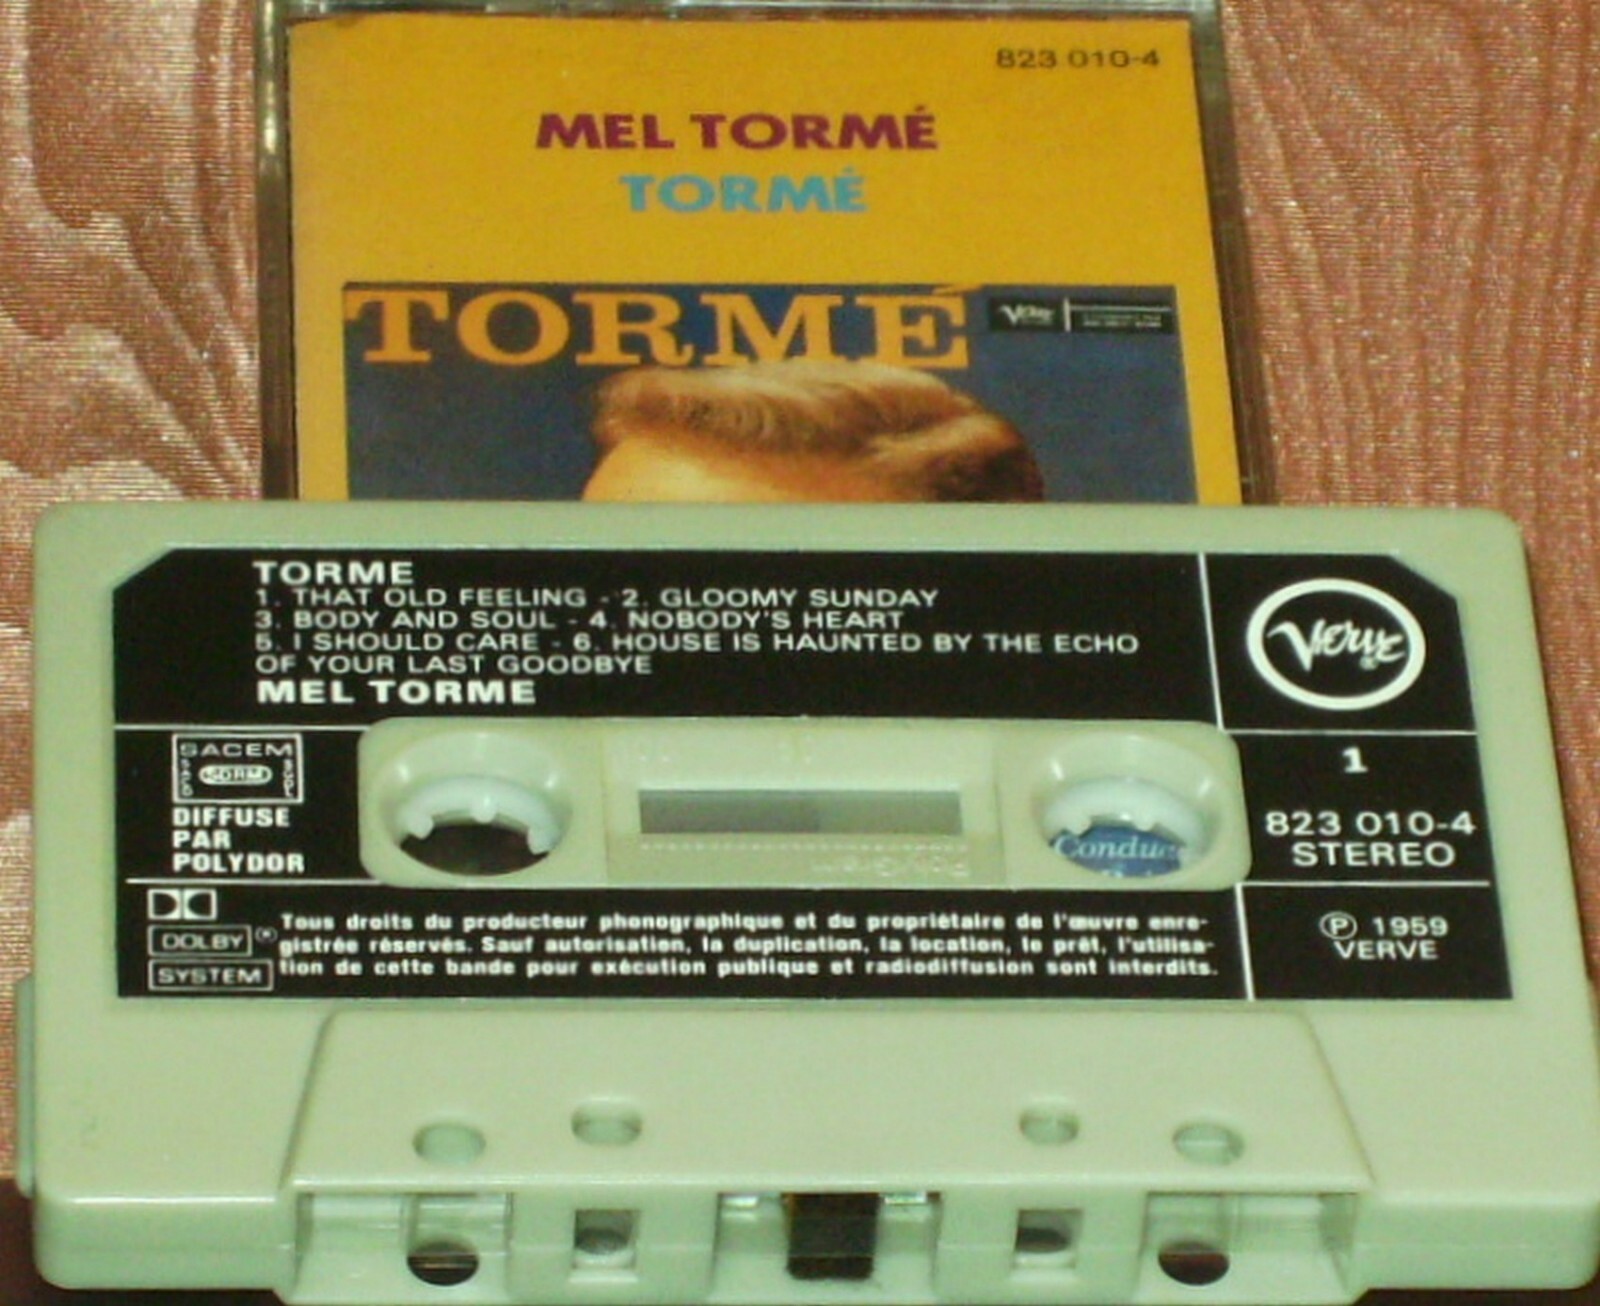 823 010-4
MEL TORMÉ
TORMÉ
TORMÉ
Verve
TORME
1. THAT OLD FEELING - 2. GLOOMY SUNDAY
3. BODY AND SOUL - 4. NOBODY'S HEART
5. I SHOULD CARE - 6. HOUSE IS HAUNTED BY THE ECHO
OF YOUR LAST GOODBYE
MEL TORME
Verve
SACEM
SDRM
DIFFUSE
PAR
POLYDOR
1
823 010-4
STEREO
Conduc
DOLBY
SYSTEM
Tous droits du producteur phonographique et du propriétaire de l'œuvre enre-
gistrée réservés. Sauf autorisation, la duplication, la location, le prêt, l'utilisa-
tion de cette bande pour exécution publique et radiodiffusion sont interdits.
Ⓟ 1959
VERVE